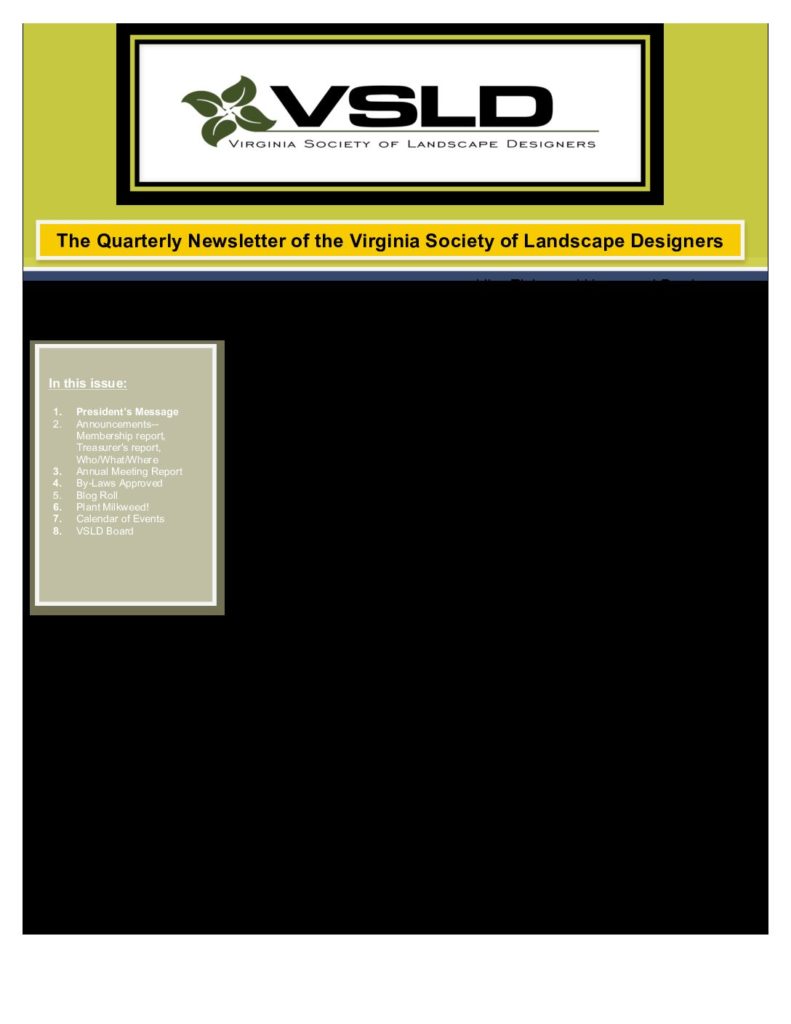 VSLD
VIRGINIA SOCIETY OF LANDSCAPE DESIGNERS
The Quarterly Newsletter of the Virginia Society of Landscape Designers
In this issue:
1. President's Message
2. Announcements--
Membership report,
Treasurer's report,
Who/What/Where
3. Annual Meeting Report
4. By-Laws Approved
5. Blog Roll
6. Plant Milkweed!
7. Calendar of Events
8. VSLD Board